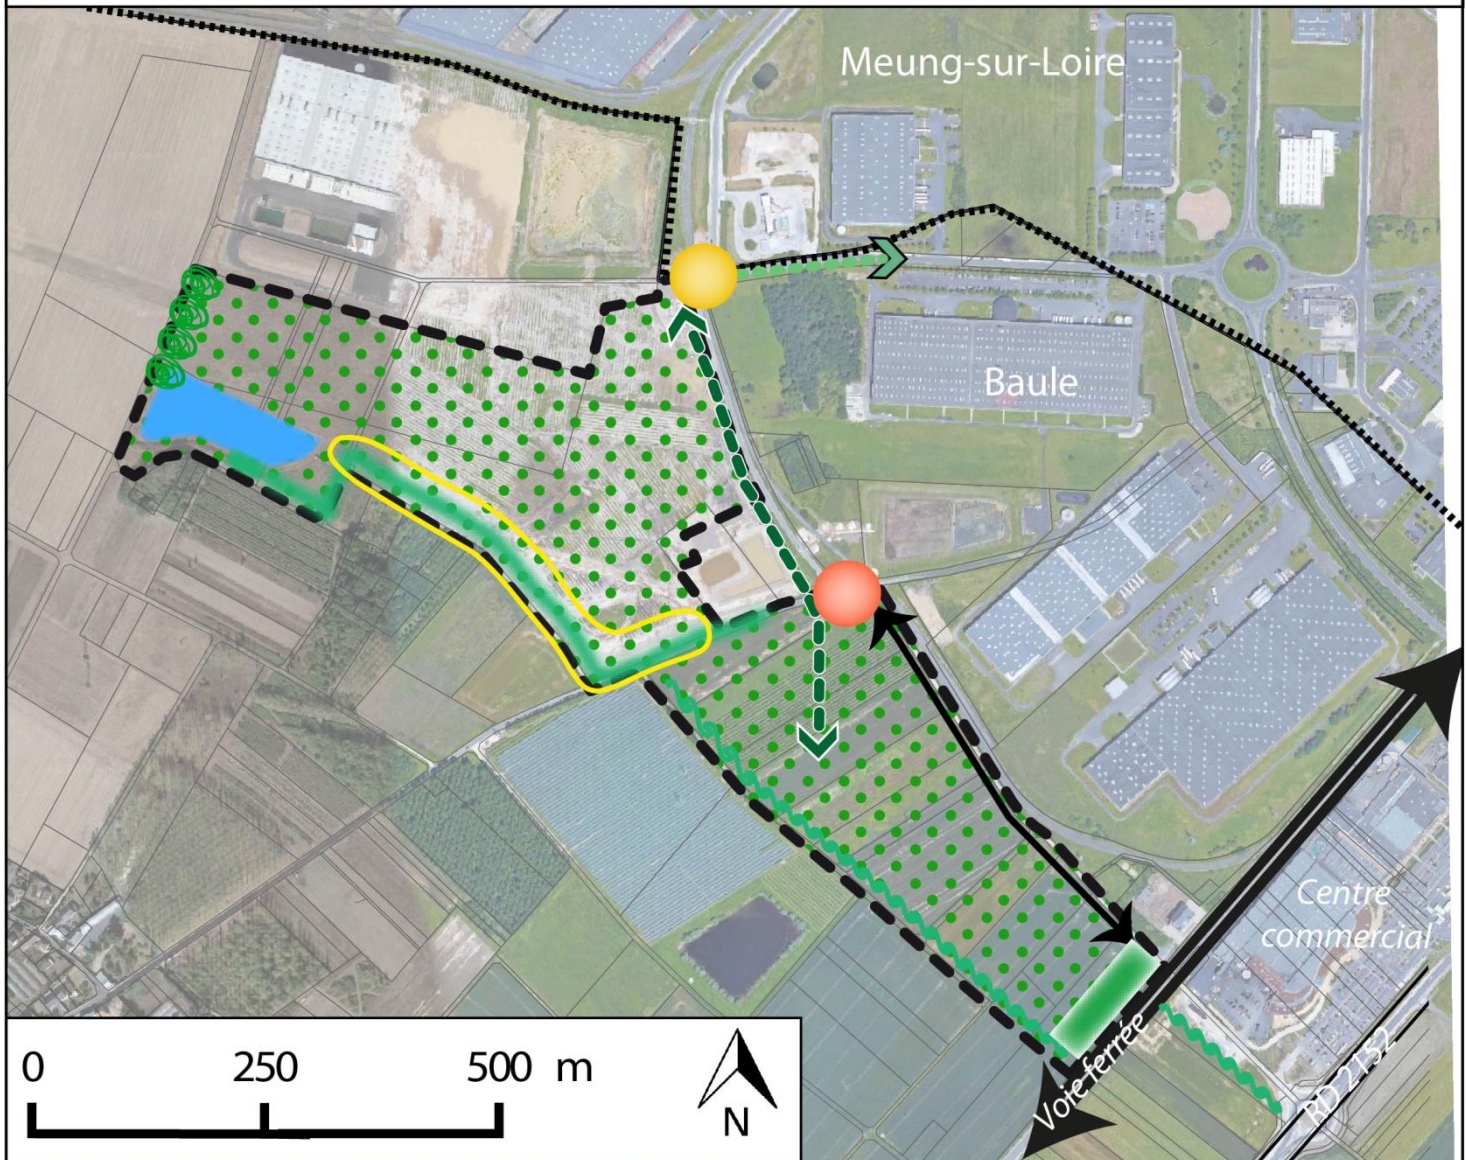 Meung-sur-Loire
Baule
Centre
commercial
Voie ferrée
RD 2152
0 250 500 m
N